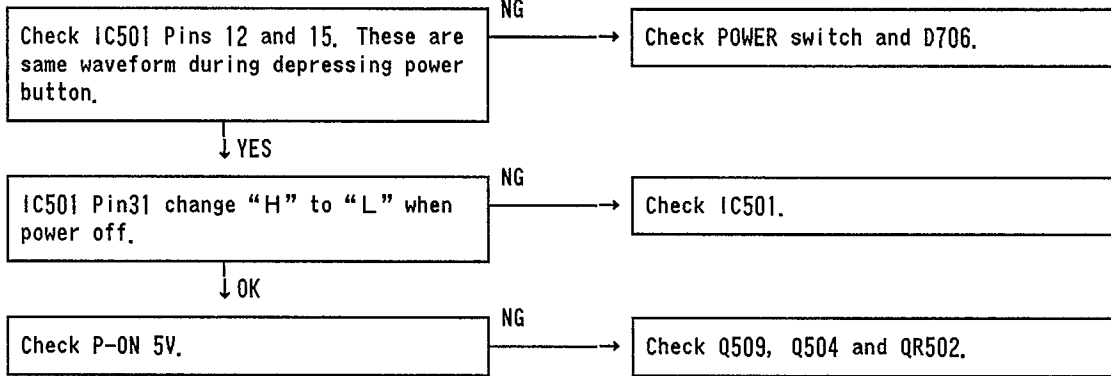 NG
Check IC501 Pins 12 and 15. These are
same waveform during depressing power
button.
Check POWER switch and D706.
YES
NG
IC501 Pin31 change “H” to “L” when
power off.
Check IC501.
OK
NG
Check P-ON 5V.
Check Q509, Q504 and QR502.